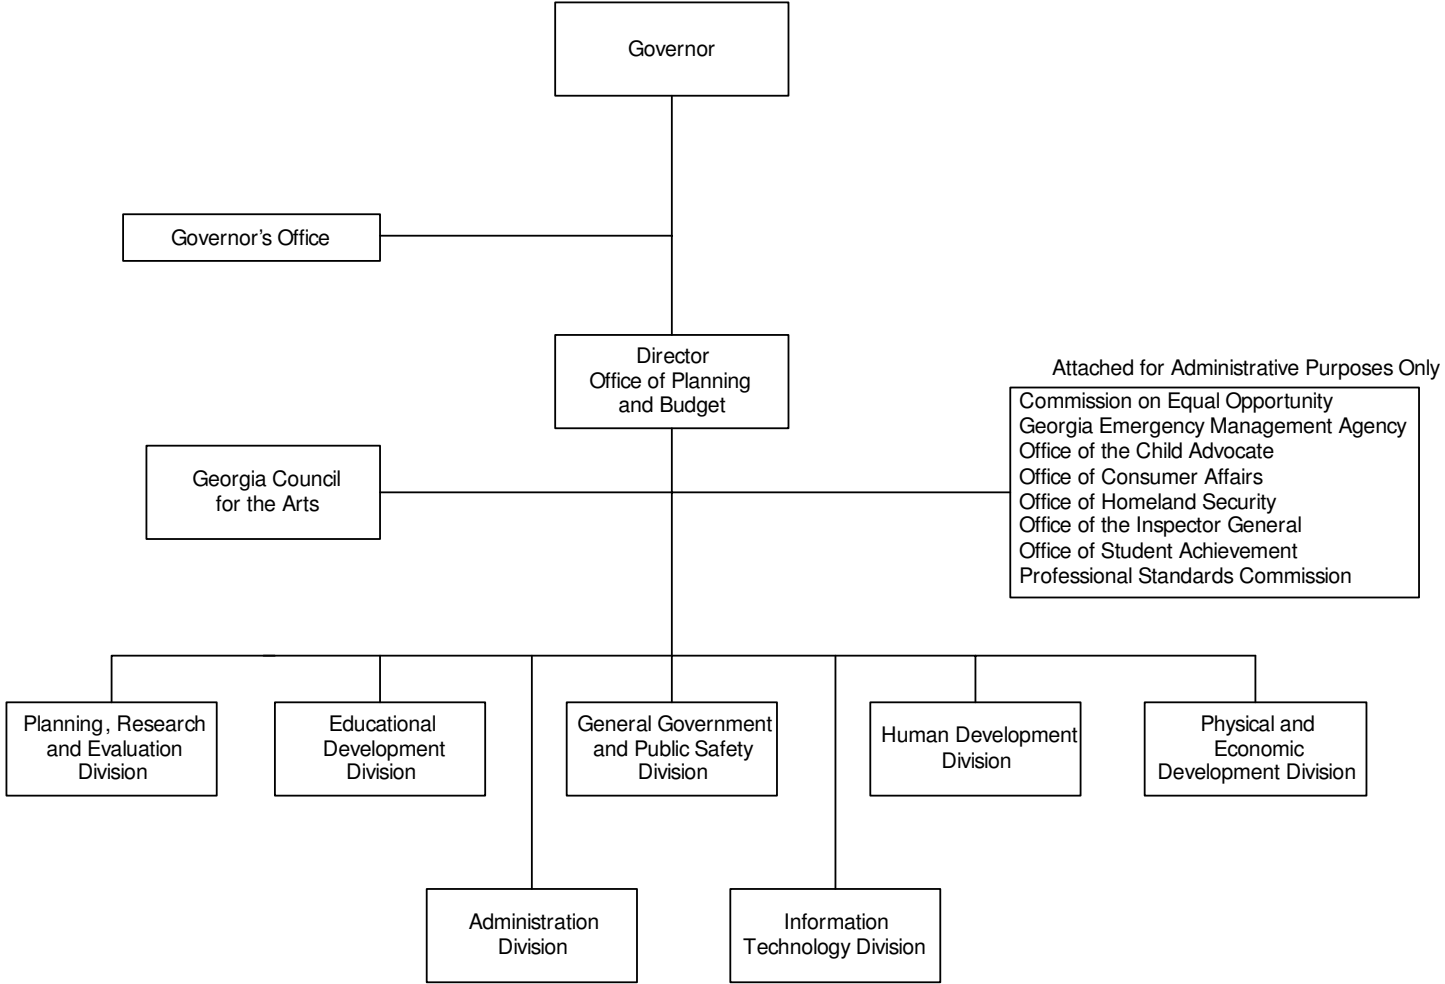 Governor
Governor's Office
Director
Office of Planning
and Budget
Attached for Administrative Purposes Only
Commission on Equal Opportunity
Georgia Emergency Management Agency
Office of the Child Advocate
Office of Consumer Affairs
Office of Homeland Security
Office of the Inspector General
Office of Student Achievement
Professional Standards Commission
Georgia Council
for the Arts
Planning, Research
and Evaluation
Division
Educational
Development
Division
General Government
and Public Safety
Division
Human Development
Division
Physical and
Economic
Development Division
Administration
Division
Information
Technology Division